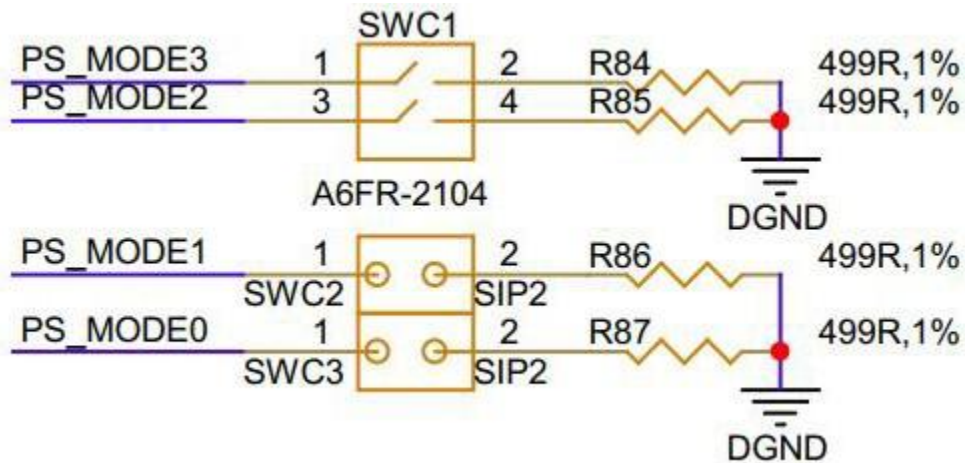 SWC1
PS_MODE3 1 2 R84 499R,1%
PS_MODE2 3 4 R85 499R,1%
A6FR-2104
DGND
PS_MODE1 1 2 R86 499R,1%
SWC2 SIP2
PS_MODE0 1 2 R87 499R,1%
SWC3 SIP2
DGND